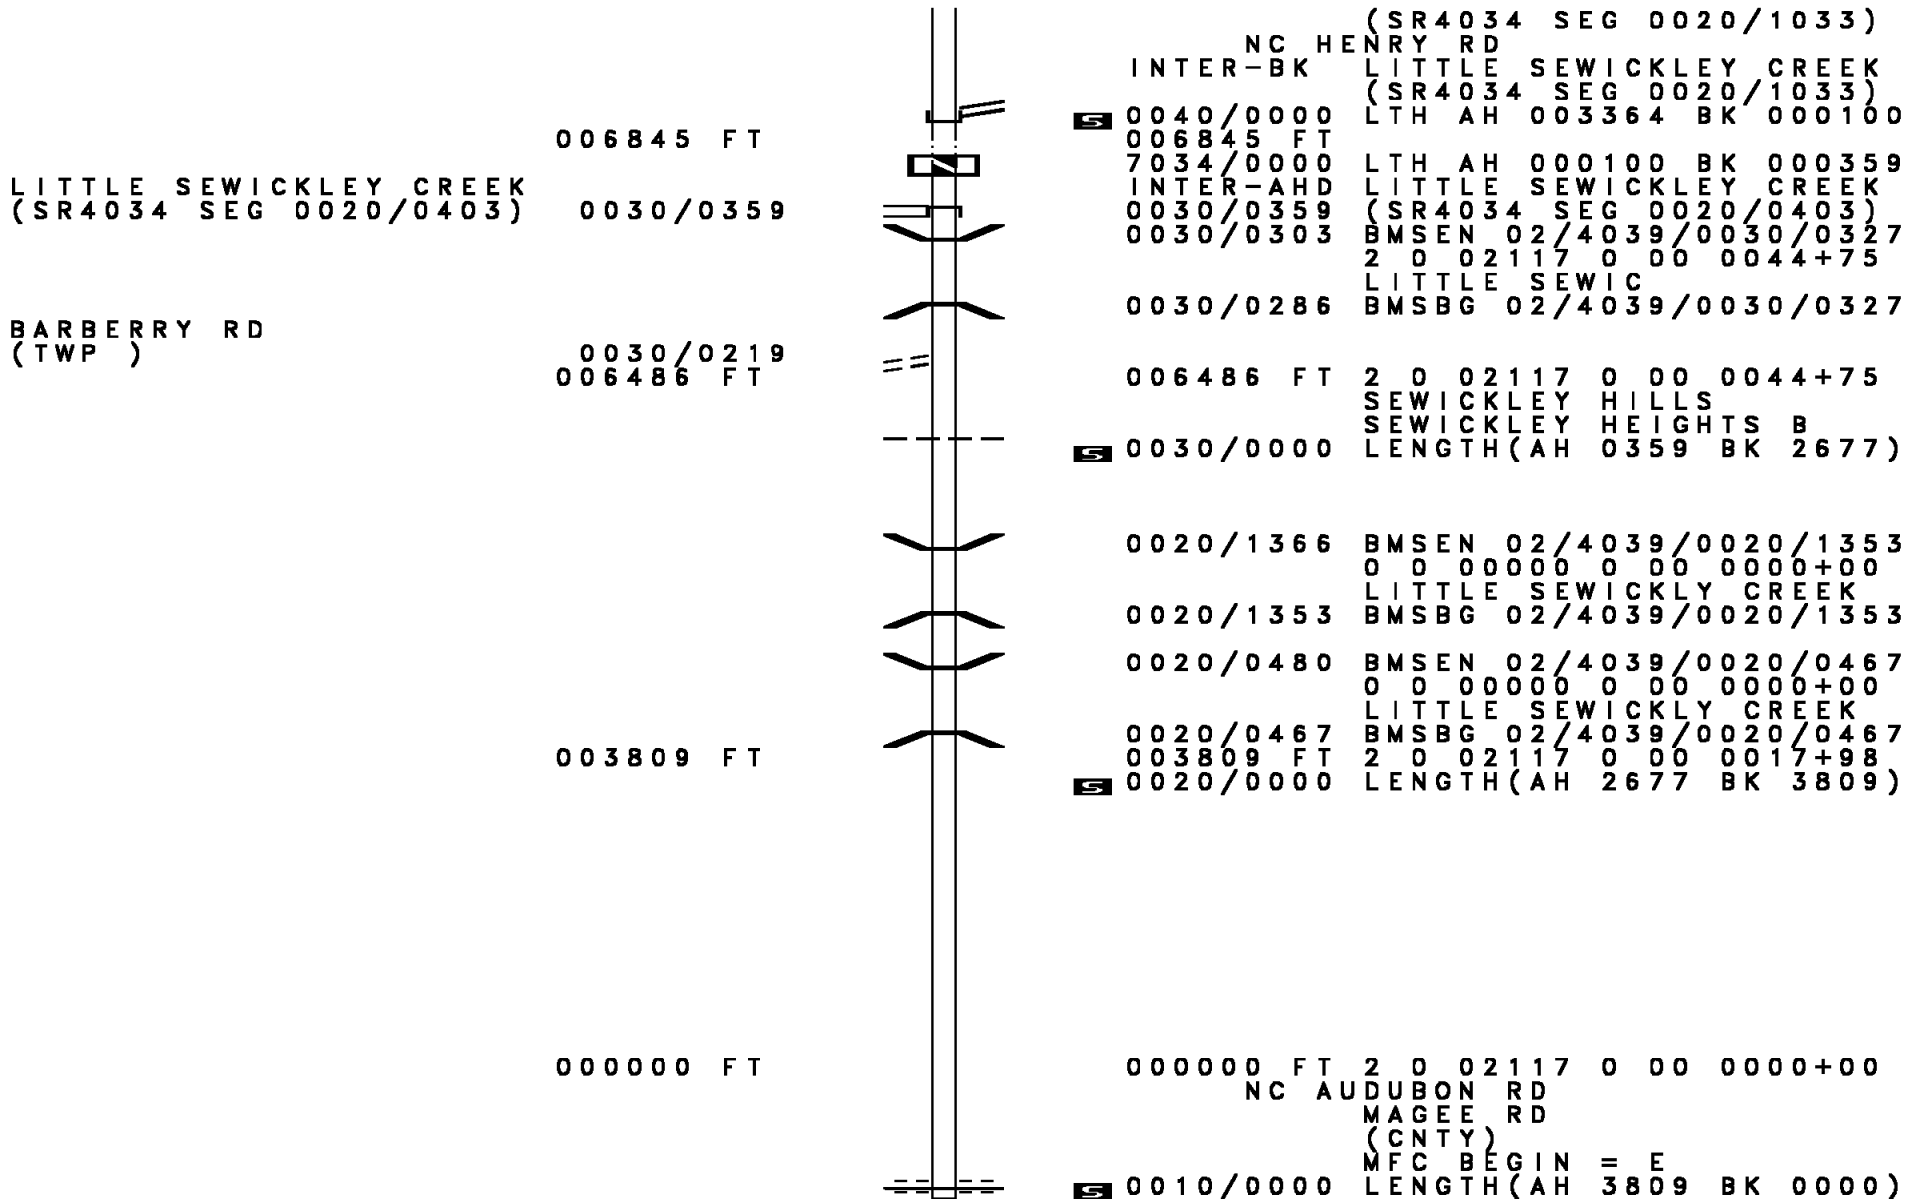 (SR4034 SEG 0020/1033)
NC HENRY RD
INTER-BK LITTLE SEWICKLEY CREEK
(SR4034 SEG 0020/1033)
S 0040/0000 LTH AH 003364 BK 000100
006845 FT 006845 FT
7034/0000 LTH AH 000100 BK 000359
LITTLE SEWICKLEY CREEK INTER-AHD LITTLE SEWICKLEY CREEK
(SR4034 SEG 0020/0403) 0030/0359 0030/0359 (SR4034 SEG 0020/0403)
0030/0303 BMSEN 02/4039/0030/0327
2 0 02117 0 00 0044+75
LITTLE SEWIC
0030/0286 BMSBG 02/4039/0030/0327
BARBERRY RD
(TWP ) 0030/0219
006486 FT 006486 FT 2 0 02117 0 00 0044+75
SEWICKLEY HILLS
SEWICKLEY HEIGHTS B
S 0030/0000 LENGTH(AH 0359 BK 2677)
0020/1366 BMSEN 02/4039/0020/1353
0 0 00000 0 00 0000+00
LITTLE SEWICKLY CREEK
0020/1353 BMSBG 02/4039/0020/1353
0020/0480 BMSEN 02/4039/0020/0467
0 0 00000 0 00 0000+00
LITTLE SEWICKLY CREEK
0020/0467 BMSBG 02/4039/0020/0467
003809 FT 003809 FT 2 0 02117 0 00 0017+98
S 0020/0000 LENGTH(AH 2677 BK 3809)
000000 FT 000000 FT 2 0 02117 0 00 0000+00
NC AUDUBON RD
MAGEE RD
(CNTY)
MFC BEGIN = E
S 0010/0000 LENGTH(AH 3809 BK 0000)